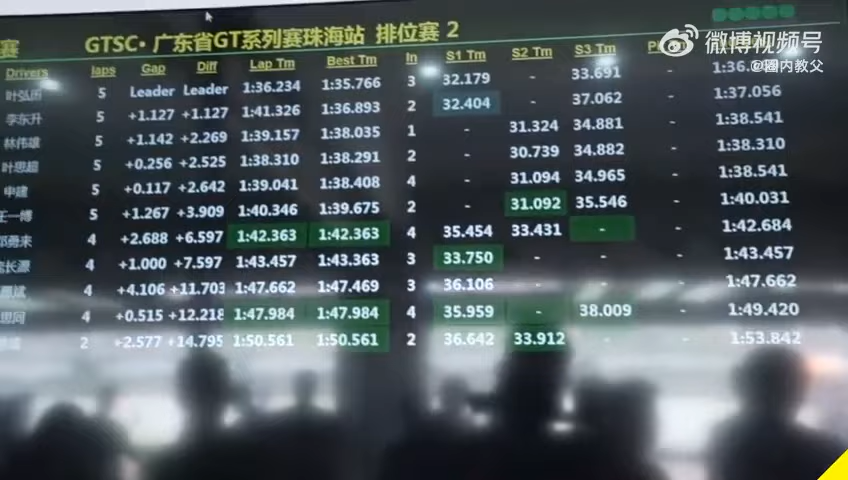 微博视频号
@圈内教父
赛 GTSC· 广东省GT系列赛珠海站 排位赛 2
Drivers laps Gap Diff Lap Tm Best Tm In S1 Tm S2 Tm S3 Tm
叶弘历 5 Leader Leader 1:36.234 1:35.766 3 32.179 - 33.691 -
李东升 5 +1.127 +1.127 1:41.326 1:36.893 2 32.404 - 37.062 - 1:37.056
林伟雄 5 +1.142 +2.269 1:39.157 1:38.035 1 - 31.324 34.881 - 1:38.541
叶思超 5 +0.256 +2.525 1:38.310 1:38.291 2 - 30.739 34.882 - 1:38.310
申建 5 +0.117 +2.642 1:39.041 1:38.408 4 - 31.094 34.965 - 1:38.541
王一博 5 +1.267 +3.909 1:40.346 1:39.675 2 - 31.092 35.546 - 1:40.031
勇来 4 +2.688 +6.597 1:42.363 1:42.363 4 35.454 33.431 - - 1:42.684
长源 4 +1.000 +7.597 1:43.457 1:43.363 3 33.750 - - - 1:43.457
斌 4 +4.106 +11.703 1:47.662 1:47.469 3 36.106 - - - 1:47.662
思同 4 +0.515 +12.218 1:47.984 1:47.984 4 35.959 - 38.009 - 1:49.420
2 +2.577 +14.795 1:50.561 1:50.561 2 36.642 33.912 - - 1:53.842